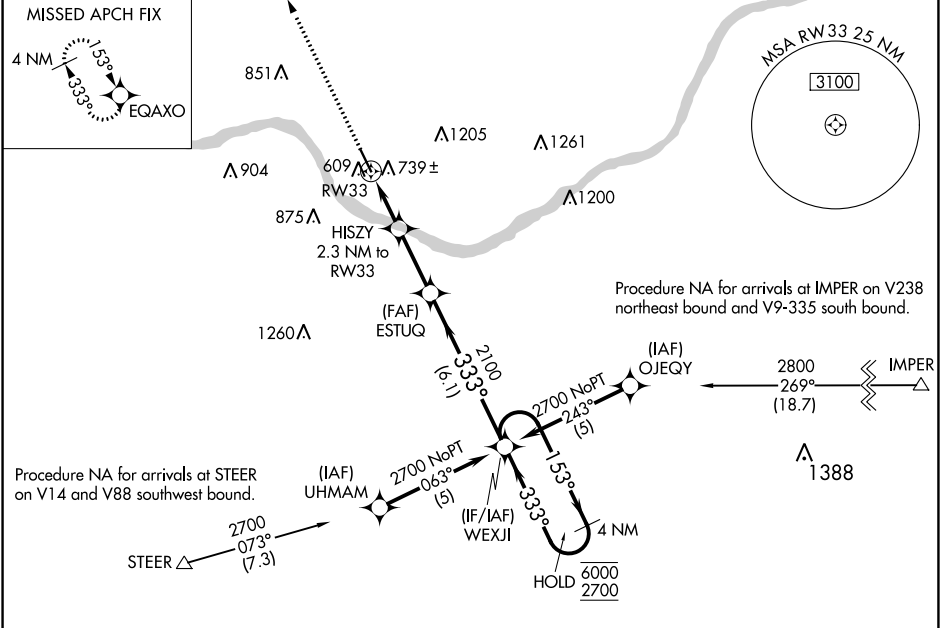 MISSED APCH FIX
4 NM
153°
333°
EQAXO
851
MSA RW33 25 NM
3100
1205
1261
904
609
739 ±
RW33
1200
875
HISZY
2.3 NM to
RW33
Procedure NA for arrivals at IMPER on V238
northeast bound and V9-335 south bound.
(FAF)
ESTUQ
1260
2100
333°
(6.1)
(IAF)
OJEQY
2800
269°
(18.7)
IMPER
2700 NoPT
243°
(5)
1388
Procedure NA for arrivals at STEER
on V14 and V88 southwest bound.
(IAF)
UHMAM
2700 NoPT
063°
(5)
(IF/IAF)
WEXJI
153°
333°
4 NM
2700
073°
(7.3)
STEER
HOLD
6000
2700